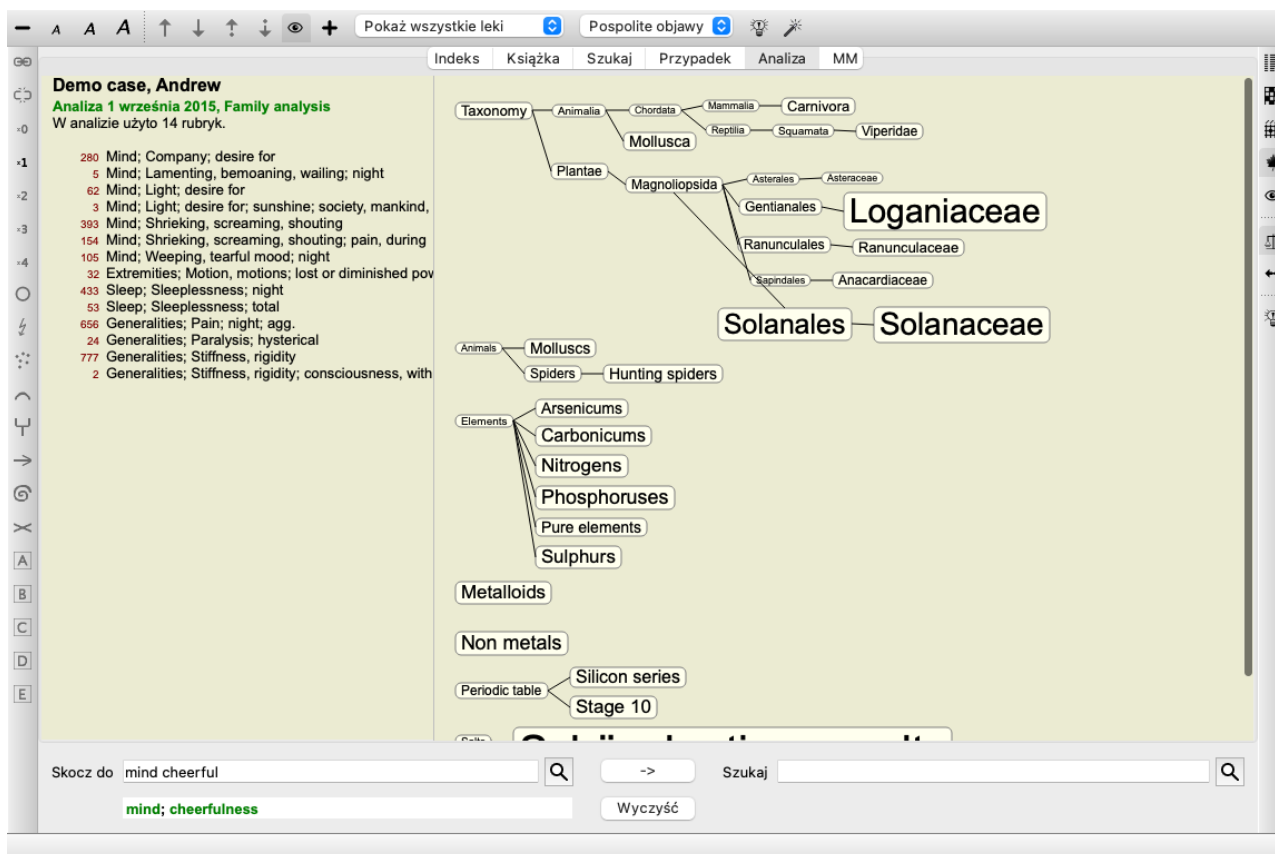 A A A Pokaż wszystkie leki Pospolite objawy
Indeks Książka Szukaj Przypadek Analiza MM
×0
×1
×2
×3
×4
A
B
C
D
E
Demo case, Andrew
Analiza 1 września 2015, Family analysis
W analizie użyto 14 rubryk.
280 Mind; Company; desire for
5 Mind; Lamenting, bemoaning, wailing; night
62 Mind; Light; desire for
3 Mind; Light; desire for; sunshine; society, mankind,
393 Mind; Shrieking, screaming, shouting
154 Mind; Shrieking, screaming, shouting; pain, during
105 Mind; Weeping, tearful mood; night
32 Extremities; Motion, motions; lost or diminished pow
433 Sleep; Sleeplessness; night
53 Sleep; Sleeplessness; total
656 Generalities; Pain; night; agg.
24 Generalities; Paralysis; hysterical
777 Generalities; Stiffness, rigidity
2 Generalities; Stiffness, rigidity; consciousness, with
Taxonomy Animalia Chordata Mammalia Carnivora
Reptilia Squamata Viperidae
Mollusca
Plantae Magnoliopsida Asterales Asteraceae
Gentianales Loganiaceae
Ranunculales Ranunculaceae
Sapindales Anacardiaceae
Solanales Solanaceae
Animals Molluscs
Spiders Hunting spiders
Elements Arsenicums
Carbonicums
Nitrogens
Phosphoruses
Pure elements
Sulphurs
Metalloids
Non metals
Periodic table Silicon series
Stage 10
Skocz do mind cheerful -> Szukaj
mind; cheerfulness Wyczyść